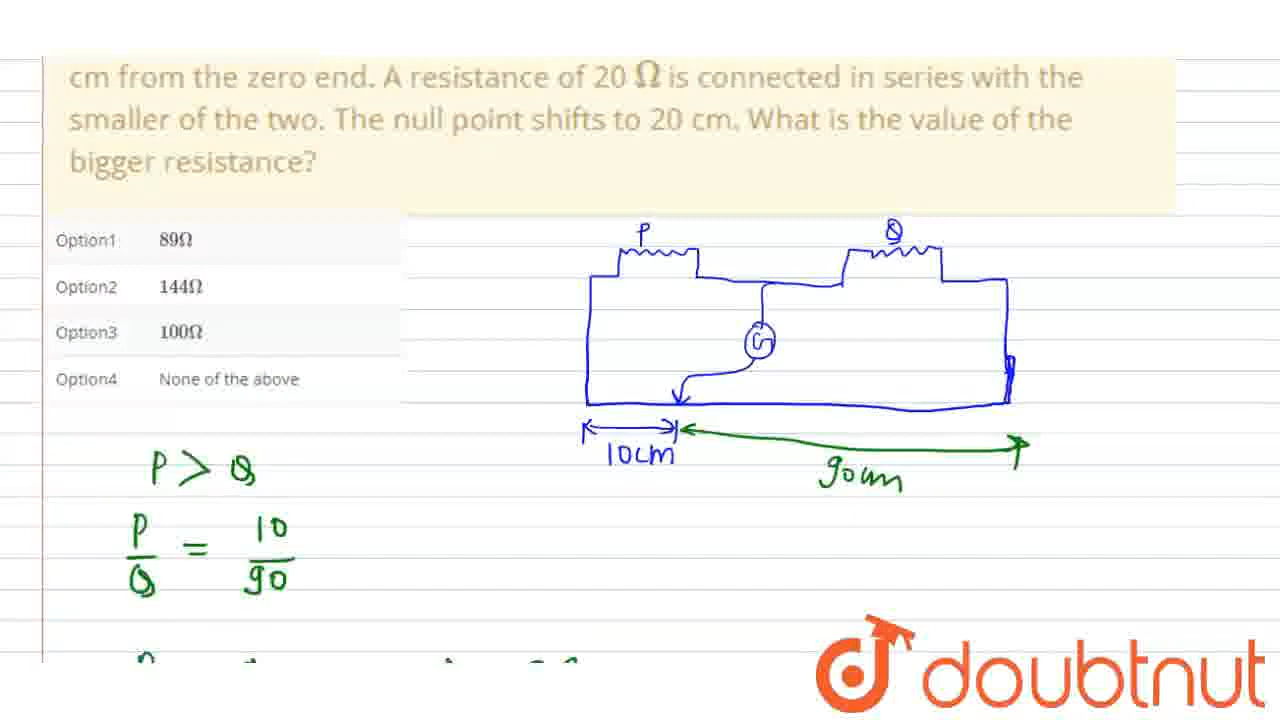 cm from the zero end. A resistance of 20 Ω is connected in series with the
smaller of the two. The null point shifts to 20 cm. What is the value of the
bigger resistance?
Option1 89Ω
Option2 144Ω
Option3 100Ω
Option4 None of the above
P
Q
G
10cm
90cm
P > Q
P/Q = 10/90
doubtnut